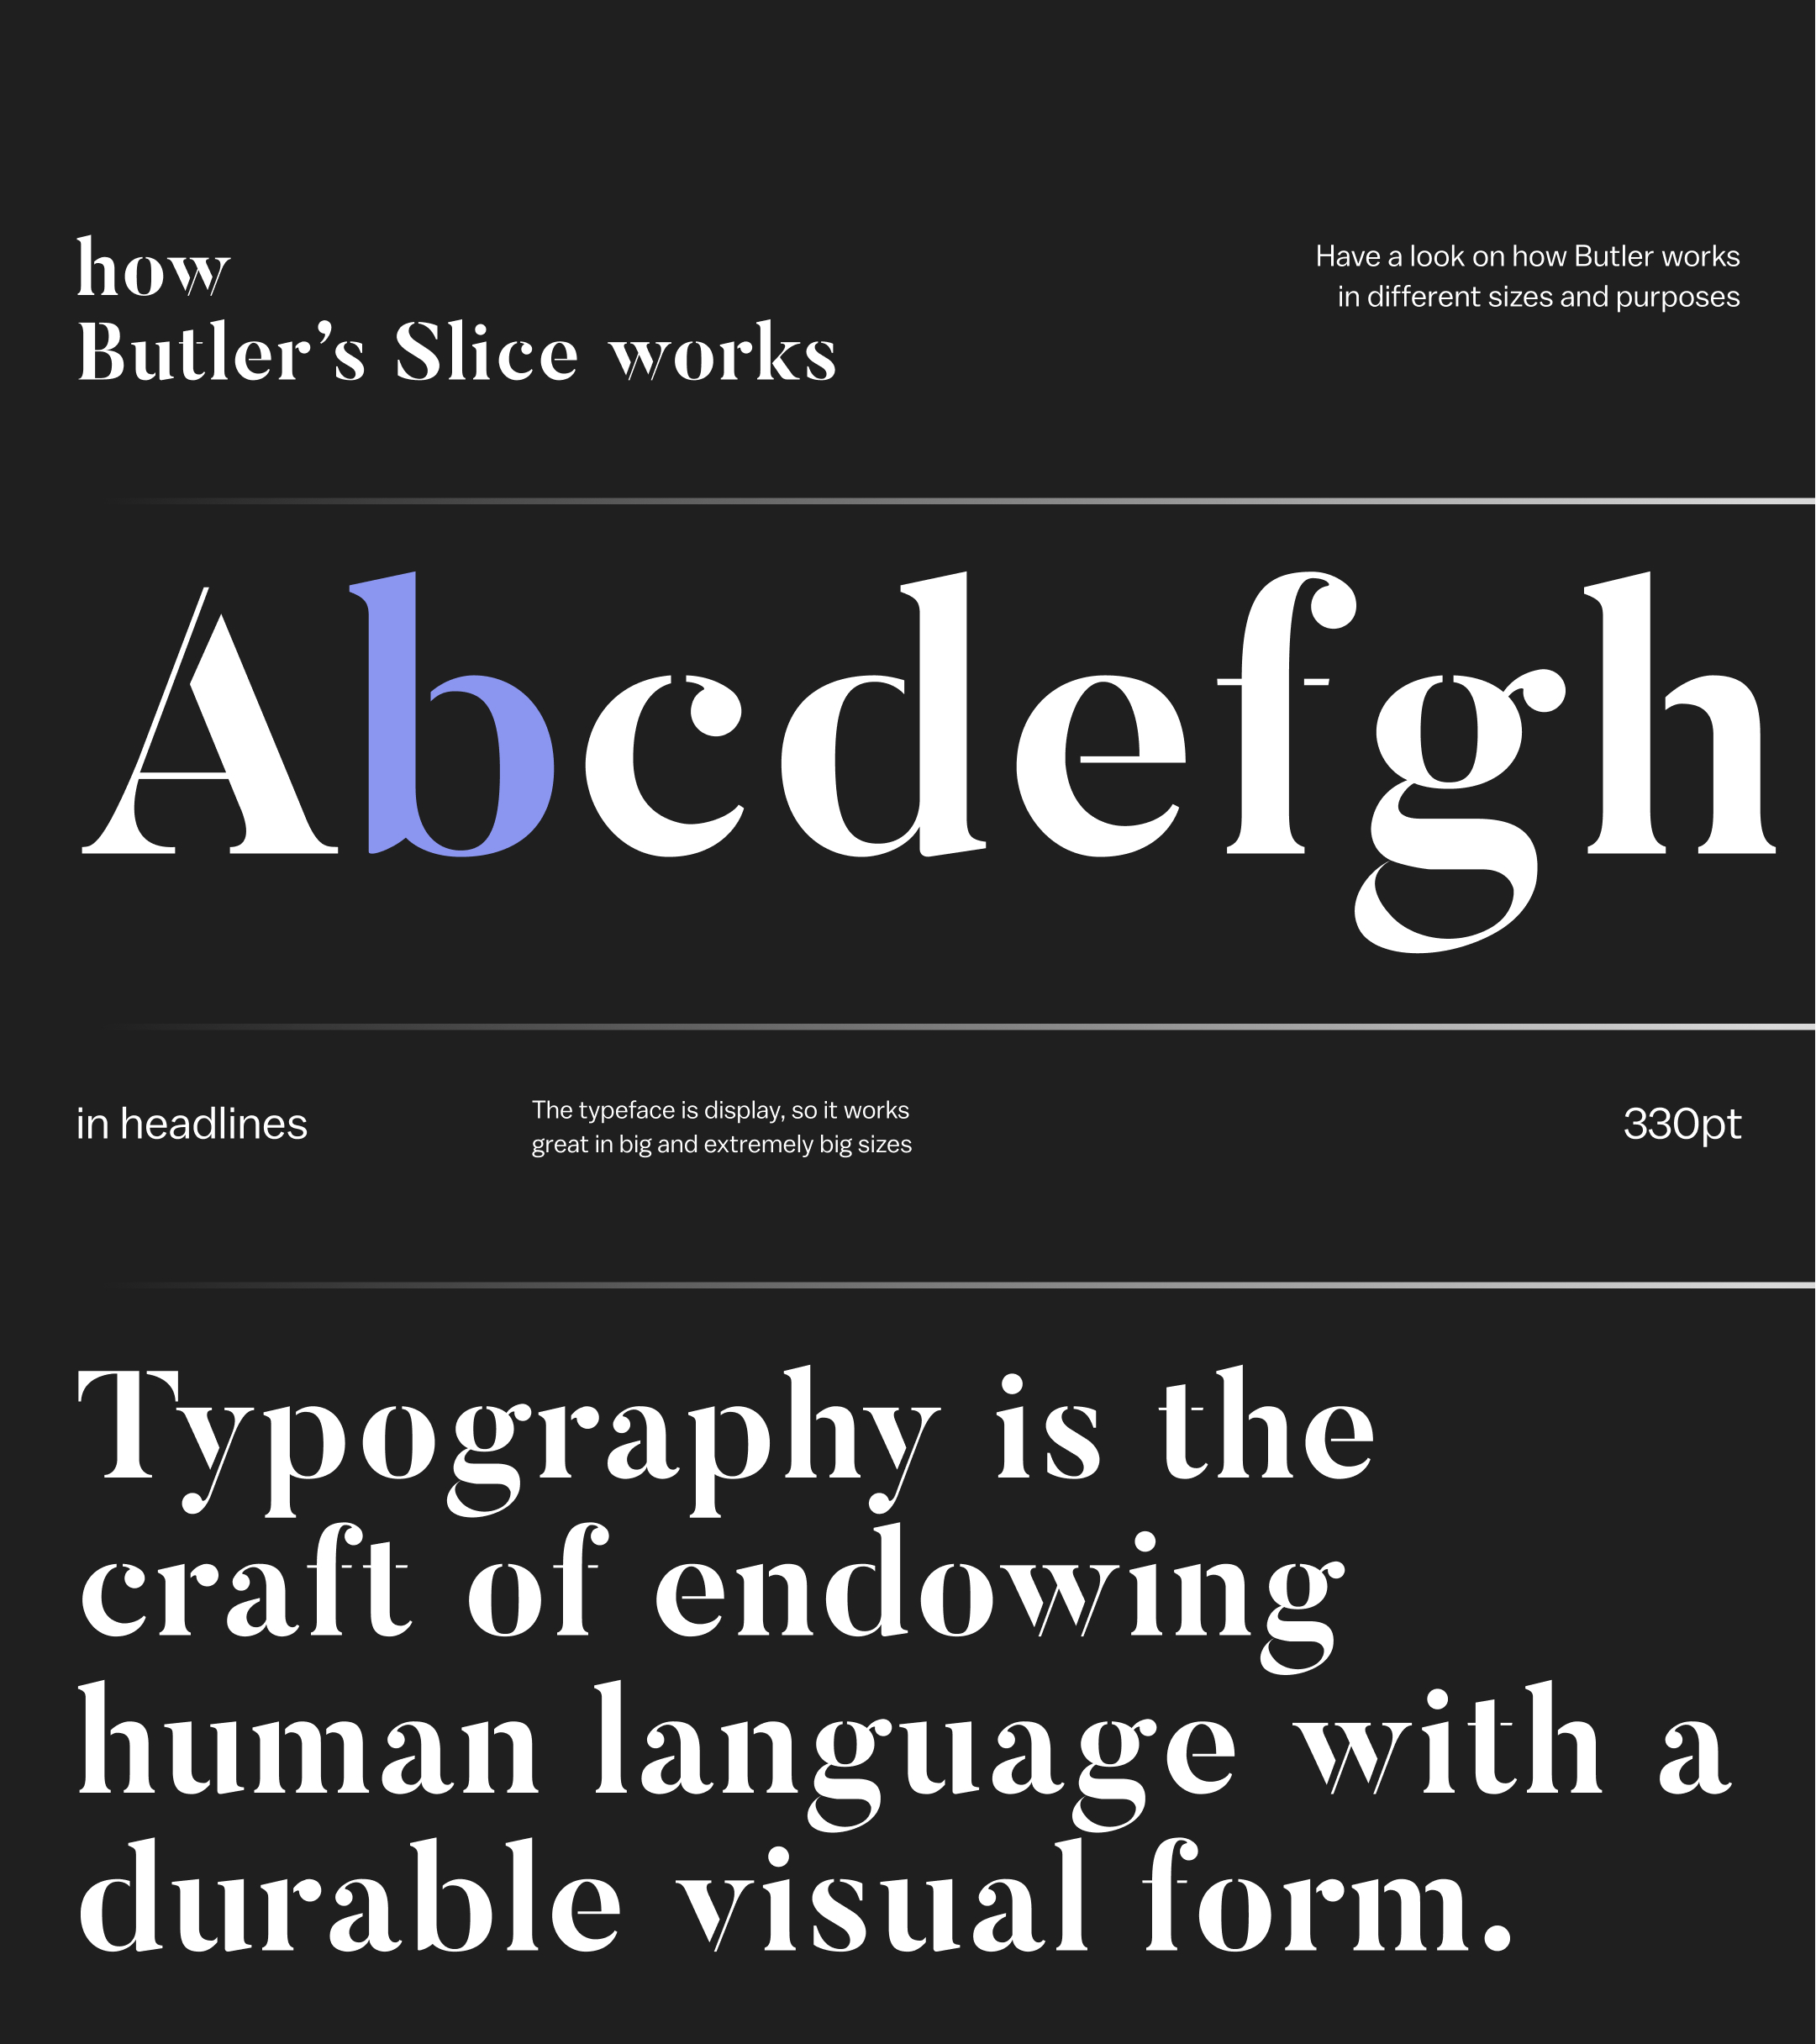 how
Butler’s Slice works
Have a look on how Butler works
in different sizes and purposes
Abcdefgh
in headlines
The typeface is display, so it works
great in big and extremely big sizes
330pt
Typography is the
craft of endowing
human language with a
durable visual form.